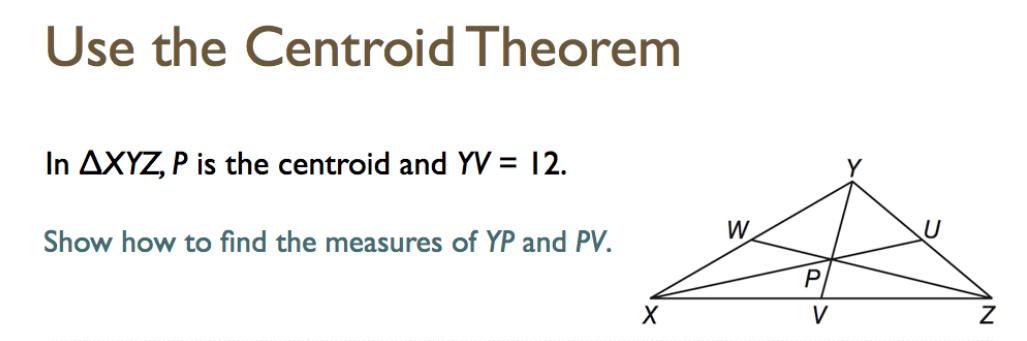 Use the Centroid Theorem
In ΔXYZ, P is the centroid and YV = 12.
Show how to find the measures of YP and PV.
Y
W
U
P
X
V
Z